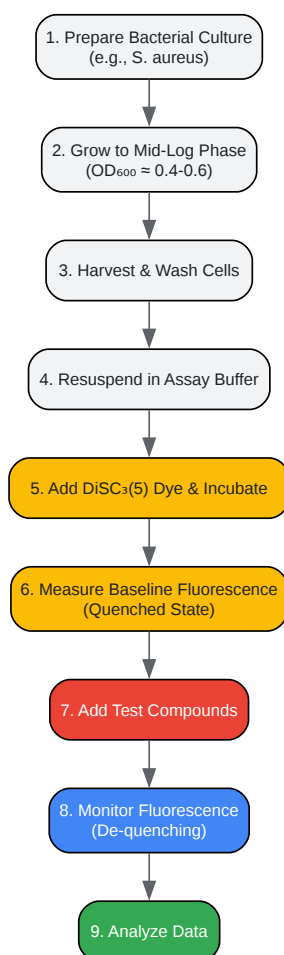 1. Prepare Bacterial Culture
(e.g., S. aureus)
2. Grow to Mid-Log Phase
(OD₆₀₀ ≈ 0.4-0.6)
3. Harvest & Wash Cells
4. Resuspend in Assay Buffer
5. Add DiSC₃(5) Dye & Incubate
6. Measure Baseline Fluorescence
(Quenched State)
7. Add Test Compounds
8. Monitor Fluorescence
(De-quenching)
9. Analyze Data